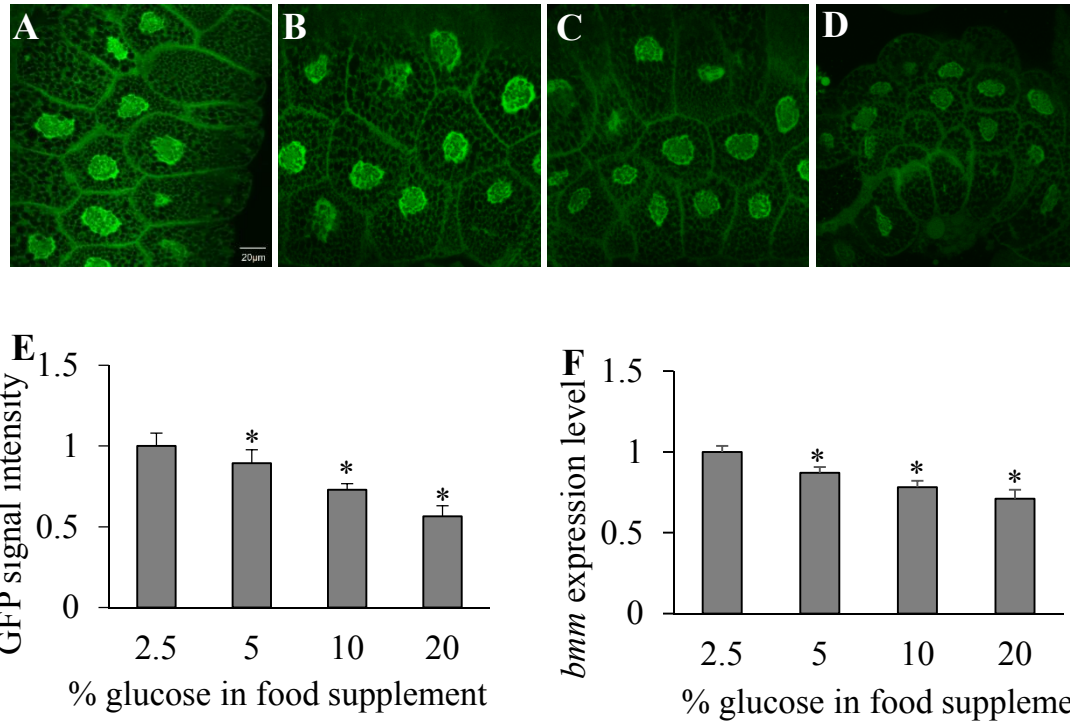 A
B
C
D
20μm
E
GFP signal intensity
1.5
1
0.5
0
*
*
*
2.5 5 10 20
% glucose in food supplement
F
bmm expression level
1.5
1
0.5
0
*
*
*
2.5 5 10 20
% glucose in food suppleme